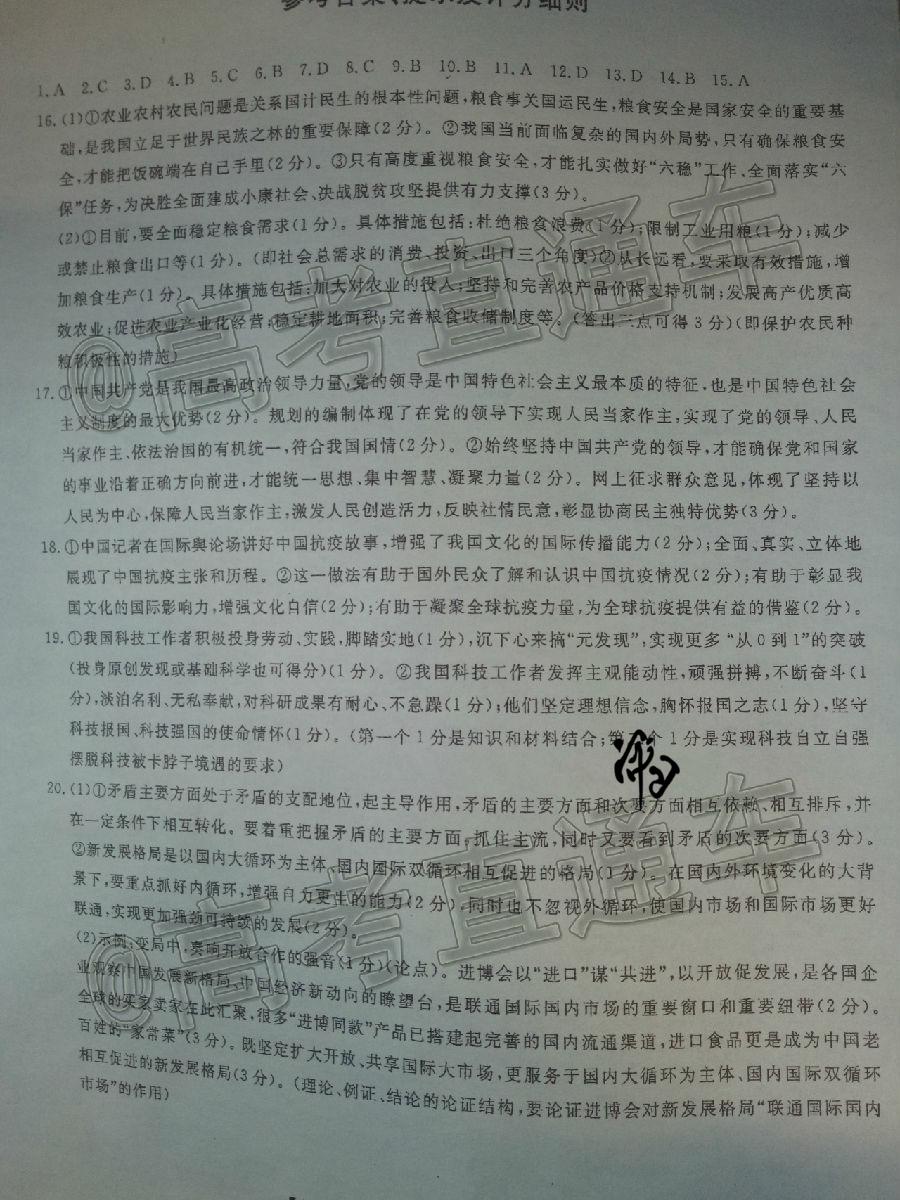 参考答案、提示及评分细则
1.A 2.C 3.D 4.B 5.C 6.B 7.D 8.C 9.B 10.B 11.A 12.D 13.D 14.B 15.A
16.(1)①农业农村农民问题是关系国计民生的根本性问题,粮食事关国运民生,粮食安全是国家安全的重要基
础,是我国立足于世界民族之林的重要保障(2分)。②我国当前面临复杂的国内外局势,只有确保粮食安
全,才能把饭碗端在自己手里(2分)。③只有高度重视粮食安全,才能扎实做好“六稳”工作、全面落实“六
保”任务,为决胜全面建成小康社会、决战脱贫攻坚提供有力支撑(3分)。
(2)①目前,要全面稳定粮食需求(1分)。具体措施包括:杜绝粮食浪费(1分);限制工业用粮(1分);减少
或禁止粮食出口等(1分)。(即社会总需求的消费、投资、出口三个角度)②从长远看,要采取有效措施,增
加粮食生产(1分)。具体措施包括:加大对农业的投入;坚持和完善农产品价格支持机制;发展高产优质高
效农业;促进农业产业化经营;稳定耕地面积;完善粮食收储制度等。(答出三点可得3分)(即保护农民种
粮积极性的措施)
17.①中国共产党是我国最高政治领导力量,党的领导是中国特色社会主义最本质的特征,也是中国特色社会
主义制度的最大优势(2分)。规划的编制体现了在党的领导下实现人民当家作主,实现了党的领导、人民
当家作主、依法治国的有机统一,符合我国国情(2分)。②始终坚持中国共产党的领导,才能确保党和国家
的事业沿着正确方向前进,才能统一思想、集中智慧、凝聚力量(2分)。网上征求群众意见,体现了坚持以
人民为中心,保障人民当家作主,激发人民创造活力,反映社情民意,彰显协商民主独特优势(3分)。
18.①中国记者在国际舆论场讲好中国抗疫故事,增强了我国文化的国际传播能力(2分);全面、真实、立体地
展现了中国抗疫主张和历程。②这一做法有助于国外民众了解和认识中国抗疫情况(2分);有助于彰显我
国文化的国际影响力,增强文化自信(2分);有助于凝聚全球抗疫力量,为全球抗疫提供有益的借鉴(2分)。
19.①我国科技工作者积极投身劳动、实践,脚踏实地(1分),沉下心来搞“元发现”,实现更多“从0到1”的突破
(投身原创发现或基础科学也可得分)(1分)。②我国科技工作者发挥主观能动性,顽强拼搏,不断奋斗(1
分),淡泊名利、无私奉献,对科研成果有耐心、不急躁(1分);他们坚定理想信念,胸怀报国之志(1分),坚守
科技报国、科技强国的使命情怀(1分)。(第一个1分是知识和材料结合;第 个1分是实现科技自立自强
摆脱科技被卡脖子境遇的要求)
20.(1)①矛盾主要方面处于矛盾的支配地位,起主导作用,矛盾的主要方面和次要方面相互依赖、相互排斥,并
在一定条件下相互转化。要着重把握矛盾的主要方面,抓住主流,同时又要看到矛盾的次要方面(3分)。
②新发展格局是以国内大循环为主体、国内国际双循环相互促进的格局(1分)。在国内外环境变化的大背
景下,要重点抓好内循环,增强自力更生的能力(2分),同时也不忽视外循环,使国内市场和国际市场更好
联通,实现更加强劲可持续的发展(2分)。
(2)示例:变局中,奏响开放合作的强音(1分)(论点)。进博会以“进口”谋“共进”,以开放促发展,是各国企
业观察中国发展新格局、中国经济新动向的瞭望台,是联通国际国内市场的重要窗口和重要纽带(2分)。
全球的买家卖家在此汇聚,很多“进博同款”产品已搭建起完善的国内流通渠道,进口食品更是成为中国老
百姓的“家常菜”(3分)。既坚定扩大开放、共享国际大市场,更服务于国内大循环为主体、国内国际双循环
相互促进的新发展格局(3分)。(理论、例证、结论的论证结构,要论证进博会对新发展格局“联通国际国内
市场”的作用)
@高考直通车
@高考直通车